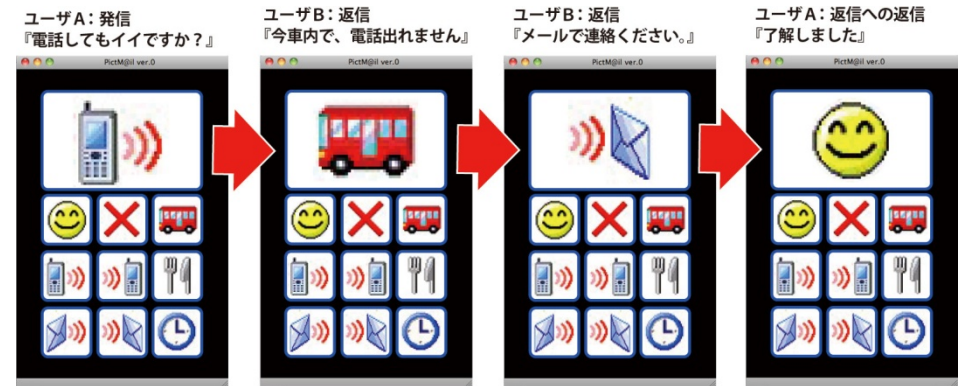 ユーザA：発信
『電話してもイイですか？』
PictM@il ver.0
ユーザB：返信
『今車内で、電話出れません』
PictM@il ver.0
ユーザB：返信
『メールで連絡ください。』
PictM@il ver.0
ユーザA：返信への返信
『了解しました』
PictM@il ver.0